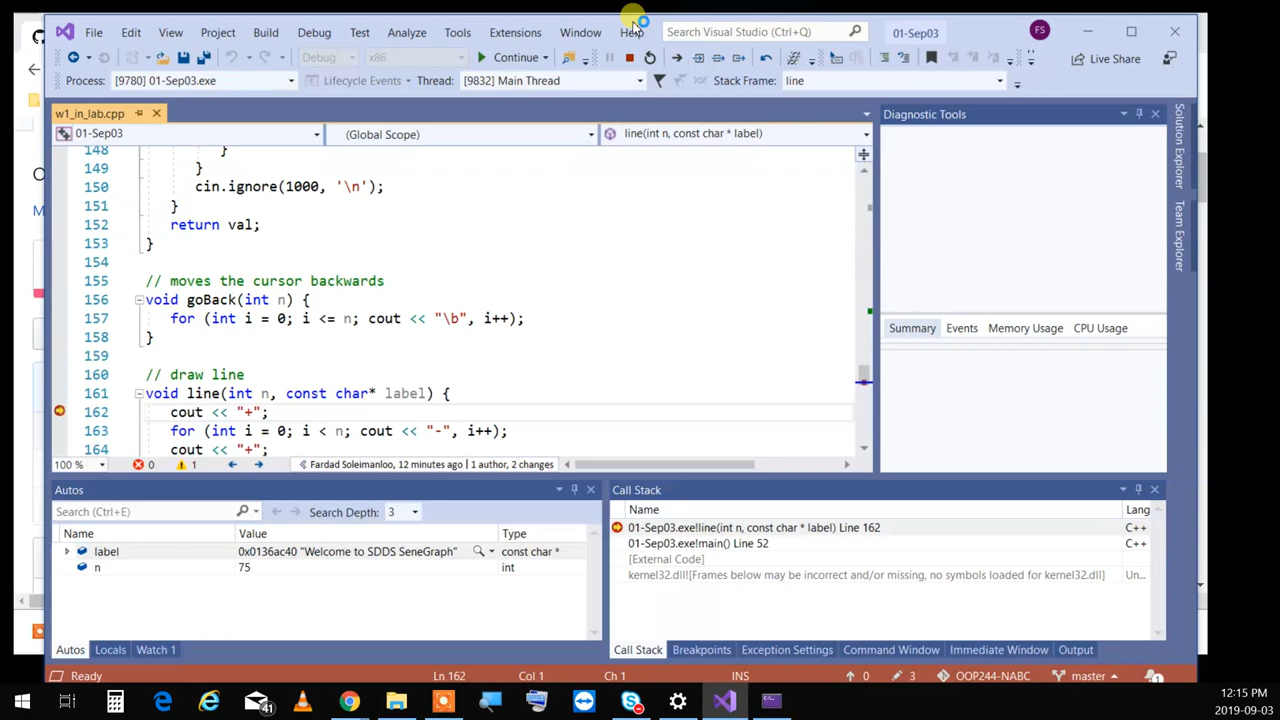 File Edit View Project Build Debug Test Analyze Tools Extensions Window Help Search Visual Studio (Ctrl+Q) 01-Sep03 FS
Debug x86 Continue Live Share
Process: [9780] 01-Sep03.exe Lifecycle Events Thread: [9832] Main Thread Stack Frame: line
w1_in_lab.cpp
01-Sep03 (Global Scope) line(int n, const char * label)
148 }
149 }
150 cin.ignore(1000, '\n');
151 }
152 return val;
153 }
154
155 // moves the cursor backwards
156 void goBack(int n) {
157 for (int i = 0; i <= n; cout << "\b", i++);
158 }
159
160 // draw line
161 void line(int n, const char* label) {
162 cout << "+";
163 for (int i = 0; i < n; cout << "-", i++);
164 cout << "+";
100 % 0 1 Fardad Soleimanloo, 12 minutes ago | 1 author, 2 changes
Diagnostic Tools
Summary Events Memory Usage CPU Usage
Solution Explorer
Team Explorer
Autos
Search (Ctrl+E) Search Depth: 3
Name Value Type
label 0x0136ac40 "Welcome to SDDS SeneGraph" const char *
n 75 int
Autos Locals Watch 1
Call Stack
Name Lang
01-Sep03.exe!line(int n, const char * label) Line 162 C++
01-Sep03.exe!main() Line 52 C++
[External Code]
kernel32.dll![Frames below may be incorrect and/or missing, no symbols loaded for kernel32.dll] Un...
Call Stack Breakpoints Exception Settings Command Window Immediate Window Output
Ready Ln 162 Col 1 Ch 1 INS 0 3 OOP244-NABC master 1
41
12:15 PM
2019-09-03